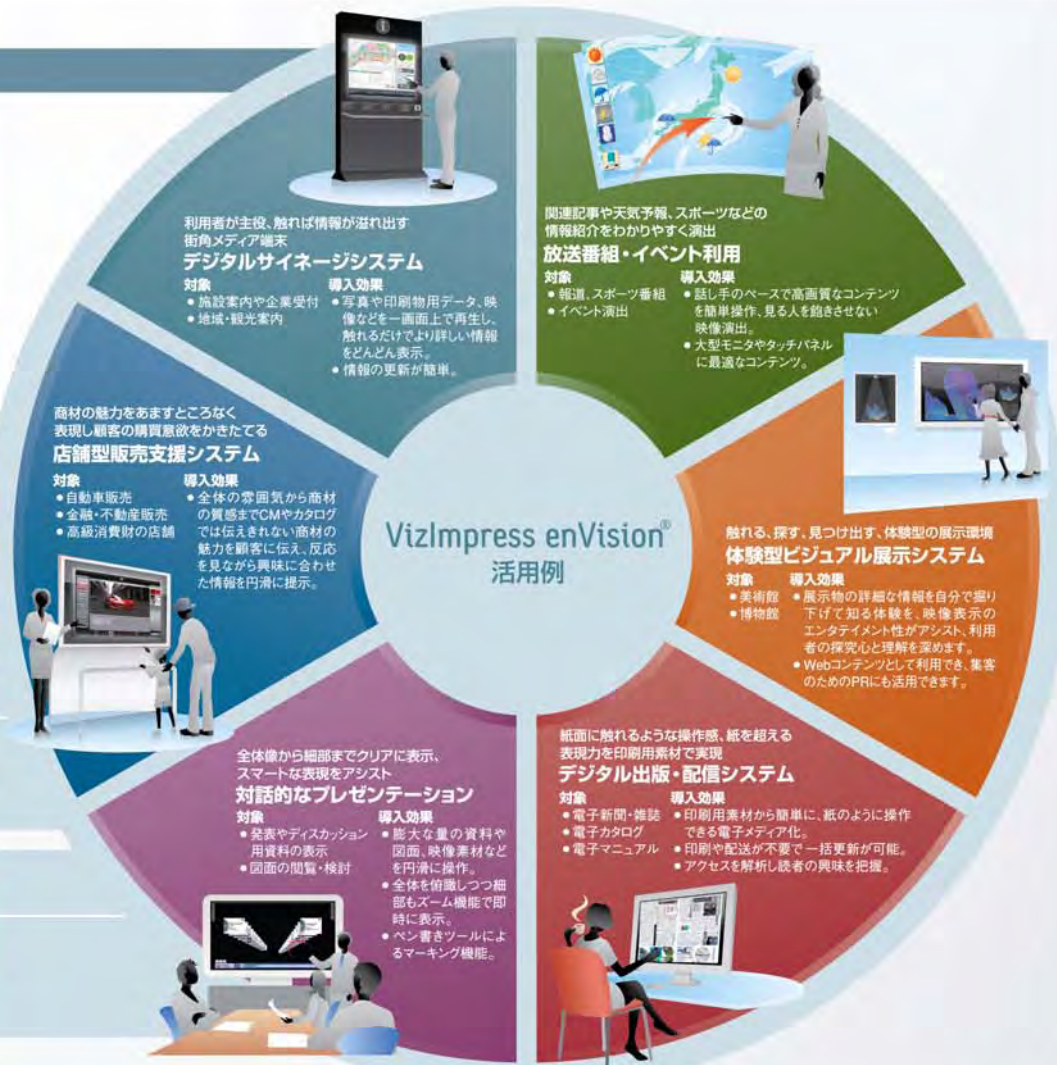 利用者が主役、触れば情報が溢れ出す
街角メディア端末
デジタルサイネージシステム
対象
●施設案内や企業受付
●地域・観光案内
導入効果
●写真や印刷物用データ、映
像などを一画面上で再生し、
触れるだけでより詳しい情報
をどんどん表示。
●情報の更新が簡単。
関連記事や天気予報、スポーツなどの
情報紹介をわかりやすく演出
放送番組・イベント利用
対象
●報道、スポーツ番組
●イベント演出
導入効果
●話し手のペースで高画質なコンテンツ
を簡単操作、見る人を飽きさせない
映像演出。
●大型モニタやタッチパネル
に最適なコンテンツ。
商材の魅力をあますところなく
表現し顧客の購買意欲をかきたてる
店舗型販売支援システム
対象
●自動車販売
●金融・不動産販売
●高級消費財の店舗
導入効果
●全体の雰囲気から商材
の質感までCMやカタログ
では伝えきれない商材の
魅力を顧客に伝え、反応
を見ながら興味に合わせ
た情報を円滑に提示。
VizImpress enVision®
活用例
触れる、探す、見つけ出す、体験型の展示環境
体験型ビジュアル展示システム
対象
●美術館
●博物館
導入効果
●展示物の詳細な情報を自分で掘り
下げて知る体験を、映像表示の
エンタテイメント性がアシスト、利用
者の探究心と理解を深めます。
●Webコンテンツとして利用でき、集客
のためのPRにも活用できます。
全体像から細部までクリアに表示、
スマートな表現をアシスト
対話的なプレゼンテーション
対象
●発表やディスカッション
用資料の表示
●図面の閲覧・検討
導入効果
●膨大な量の資料や
図面、映像素材など
を円滑に操作。
●全体を俯瞰しつつ細
部もズーム機能で即
時に表示。
●ペン書きツールによ
るマーキング機能。
紙面に触れるような操作感、紙を超える
表現力を印刷用素材で実現
デジタル出版・配信システム
対象
●電子新聞・雑誌
●電子カタログ
●電子マニュアル
導入効果
●印刷用素材から簡単に、紙のように操作
できる電子メディア化。
●印刷や配送が不要で一括更新が可能。
●アクセスを解析し読者の興味を把握。